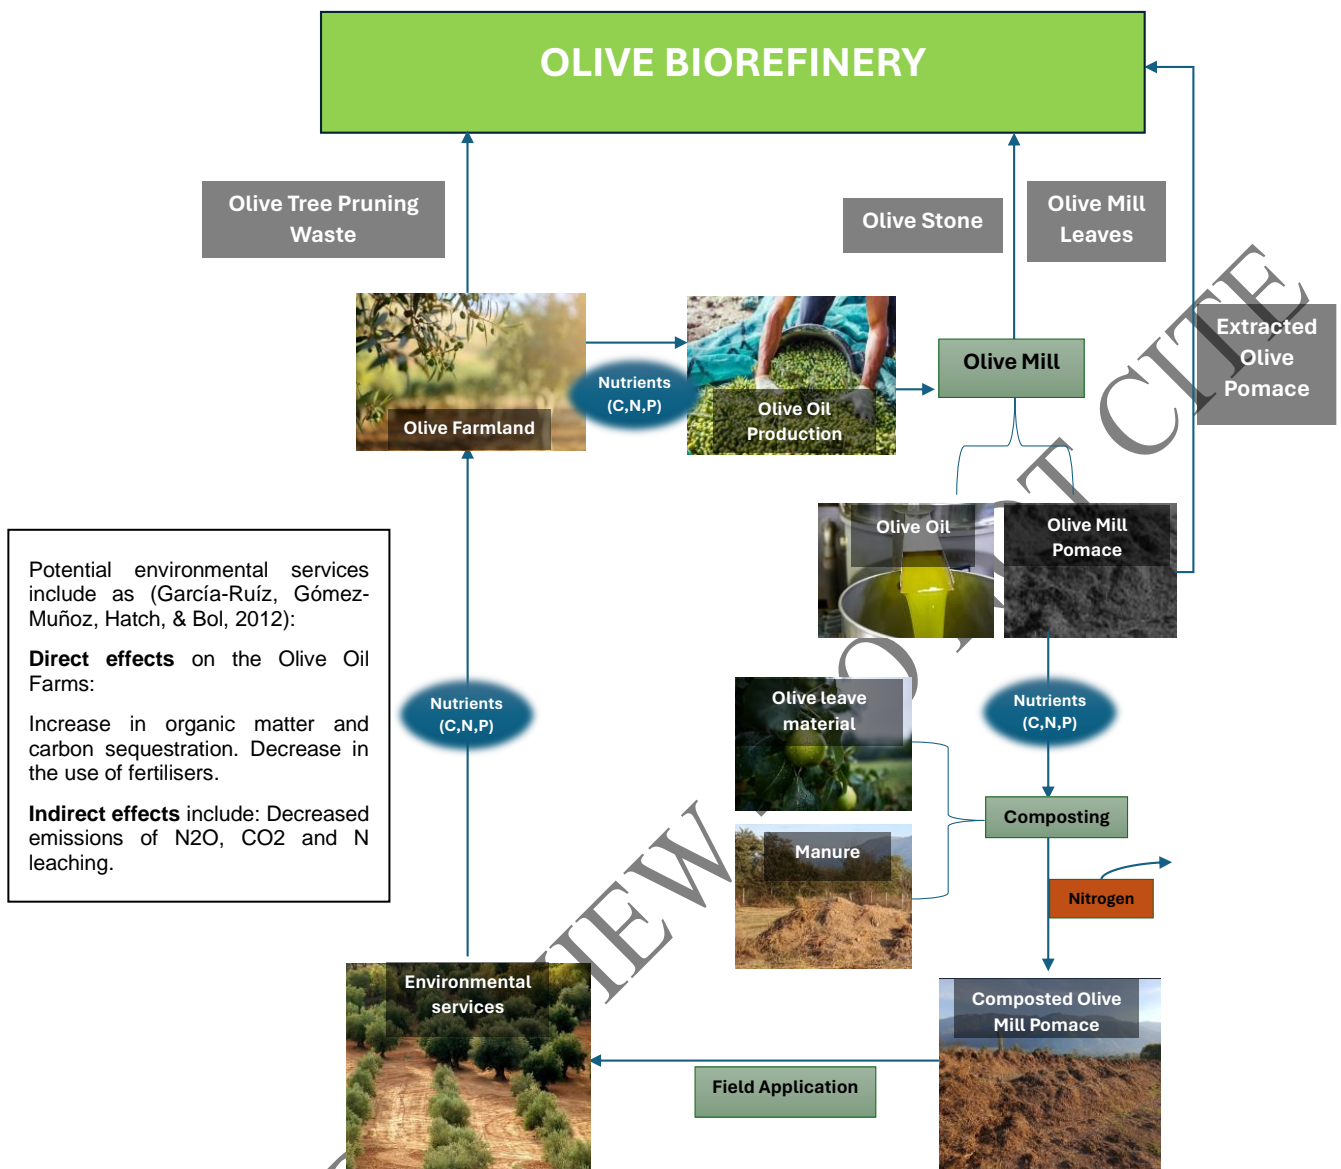 OLIVE BIOREFINERY
Olive Tree Pruning
Waste
Olive Stone
Olive Mill
Leaves
Extracted
Olive
Pomace
Olive Farmland
Nutrients
(C,N,P)
Olive Oil
Production
Olive Mill
Olive Oil
Olive Mill
Pomace
Potential environmental services
include as (García-Ruíz, Gómez-
Muñoz, Hatch, & Bol, 2012):
Direct effects on the Olive Oil
Farms:
Increase in organic matter and
carbon sequestration. Decrease in
the use of fertilisers.
Indirect effects include: Decreased
emissions of N2O, CO2 and N
leaching.
Nutrients
(C,N,P)
Olive leave
material
Nutrients
(C,N,P)
Manure
Composting
Nitrogen
Environmental
services
Composted Olive
Mill Pomace
Field Application
CITE